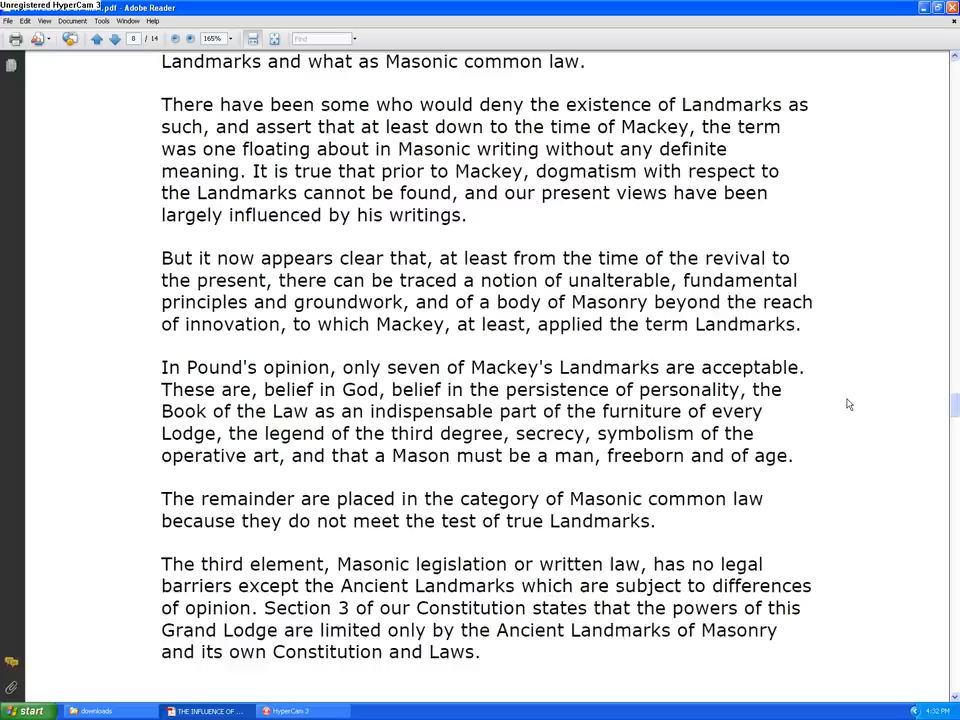 Unregistered HyperCam 3
.pdf - Adobe Reader
File Edit View Document Tools Window Help
8 / 14 165% Find
Landmarks and what as Masonic common law.
There have been some who would deny the existence of Landmarks as
such, and assert that at least down to the time of Mackey, the term
was one floating about in Masonic writing without any definite
meaning. It is true that prior to Mackey, dogmatism with respect to
the Landmarks cannot be found, and our present views have been
largely influenced by his writings.
But it now appears clear that, at least from the time of the revival to
the present, there can be traced a notion of unalterable, fundamental
principles and groundwork, and of a body of Masonry beyond the reach
of innovation, to which Mackey, at least, applied the term Landmarks.
In Pound's opinion, only seven of Mackey's Landmarks are acceptable.
These are, belief in God, belief in the persistence of personality, the
Book of the Law as an indispensable part of the furniture of every
Lodge, the legend of the third degree, secrecy, symbolism of the
operative art, and that a Mason must be a man, freeborn and of age.
The remainder are placed in the category of Masonic common law
because they do not meet the test of true Landmarks.
The third element, Masonic legislation or written law, has no legal
barriers except the Ancient Landmarks which are subject to differences
of opinion. Section 3 of our Constitution states that the powers of this
Grand Lodge are limited only by the Ancient Landmarks of Masonry
and its own Constitution and Laws.
start downloads THE INFLUENCE OF ... HyperCam 3 4:32 PM